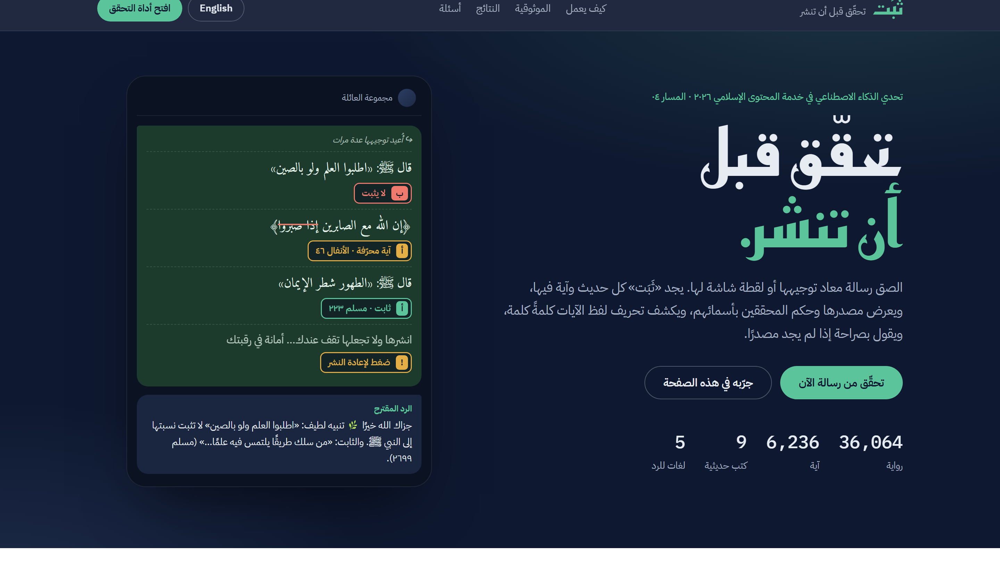 ثَبَت
تحقّق قبل أن تنشر
كيف يعمل
الموثوقية
النتائج
أسئلة
English
افتح أداة التحقق
تحدي الذكاء الاصطناعي في خدمة المحتوى الإسلامي ٢٠٢٦ · المسار ٠٤
تحقّق قبل
أن تنشر.
الصق رسالة معاد توجيهها أو لقطة شاشة لها. يجد «ثَبَت» كل حديث وآية فيها،
ويعرض مصدرها وحكم المحققين بأسمائهم، ويكشف تحريف لفظ الآيات كلمةً كلمة،
ويقول بصراحة إذا لم يجد مصدرًا.
تحقّق من رسالة الآن
جرّبه في هذه الصفحة
36,064
رواية
6,236
آية
9
كتب حديثية
5
لغات للرد
مجموعة العائلة
↪ أُعيد توجيهها عدة مرات
قال ﷺ: «اطلبوا العلم ولو بالصين»
ب لا يثبت
﴿إن الله مع الصابرين إذا صبروا﴾
أ آية محرّفة · الأنفال ٤٦
قال ﷺ: «الطهور شطر الإيمان»
أ ثابت · مسلم ٢٢٣
انشرها ولا تجعلها تقف عندك... أمانة في رقبتك
! ضغط لإعادة النشر
الرد المقترح
جزاك الله خيرًا 🌿 تنبيه لطيف: «اطلبوا العلم ولو بالصين» لا تثبت نسبتها
إلى النبي ﷺ. والثابت: «من سلك طريقًا يلتمس فيه علمًا...» (مسلم
٢٦٩٩).